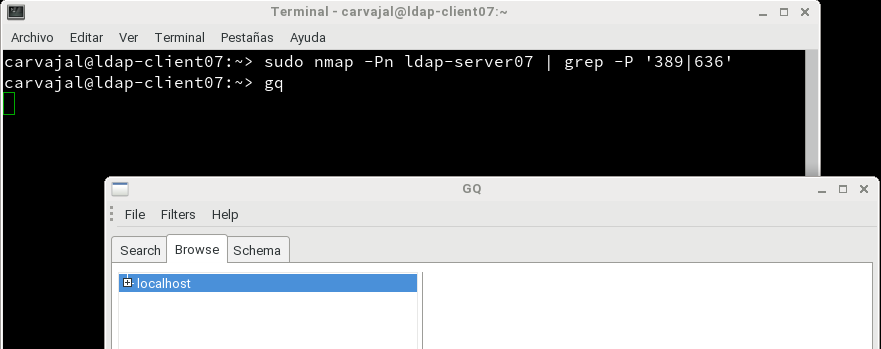 Terminal - carvajal@ldap-client07:~
Archivo Editar Ver Terminal Pestañas Ayuda
carvajal@ldap-client07:~> sudo nmap -Pn ldap-server07 | grep -P '389|636'
carvajal@ldap-client07:~> gq
GQ
File Filters Help
Search Browse Schema
localhost